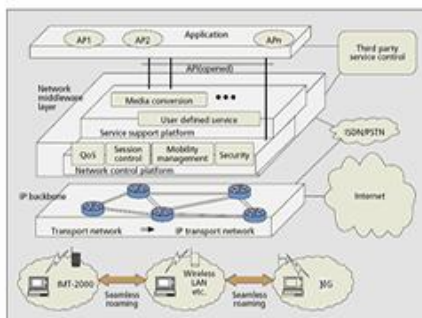 Application
AP1
AP2
APn
API(opened)
Third party
service control
Network
middleware
layer
Media conversion
User defined service
Service support platform
QoS
Session
control
Mobility
management
Security
Network control platform
ISDN/PSTN
IP backbone
Transport network
IP transport network
Internet
IMT-2000
Wireless
LAN
etc.
Seamless
roaming
Seamless
roaming